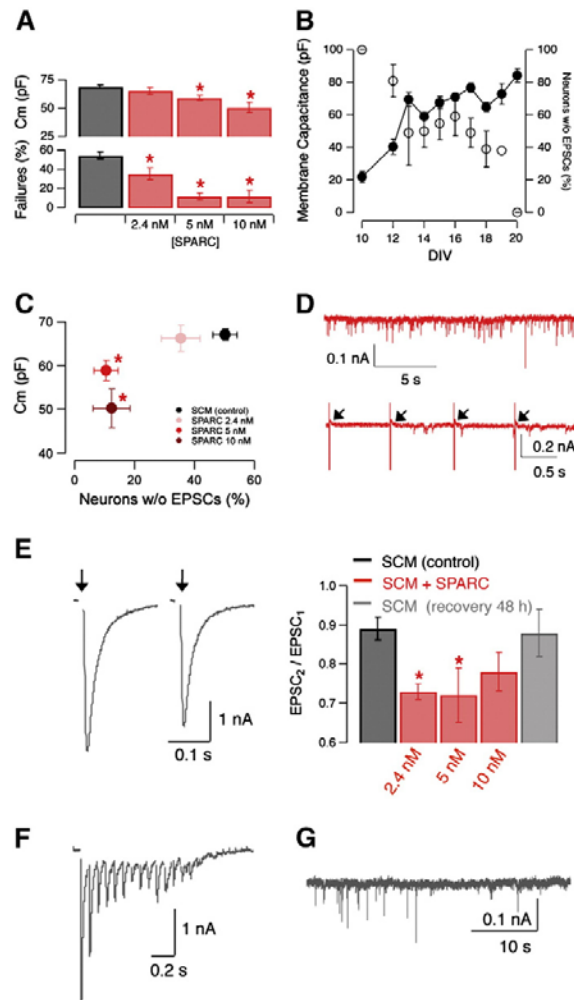 A
Cm (pF)
75
50
25
* *
Failures (%)
60
40
20
0
* * *
2.4 nM 5 nM 10 nM
[SPARC]
B
Membrane Capacitance (pF)
100
80
60
40
20
0
100
80
60
40
20
0
Neurons w/o EPSCs (%)
10 12 14 16 18 20
DIV
C
Cm (pF)
70
60
50
40
*
*
SCM (control)
SPARC 2.4 nM
SPARC 5 nM
SPARC 10 nM
0 20 40 60
Neurons w/o EPSCs (%)
D
0.1 nA
5 s
0.2 nA
0.5 s
E
1 nA
0.1 s
SCM (control)
SCM + SPARC
SCM (recovery 48 h)
EPSC2 / EPSC1
1.0
0.9
0.8
0.7
0.6
* *
2.4 nM 5 nM 10 nM
F
1 nA
0.2 s
G
0.1 nA
10 s